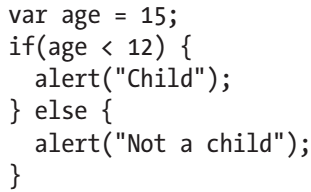 var age = 15;
if(age < 12) {
  alert("Child");
} else {
  alert("Not a child");
}